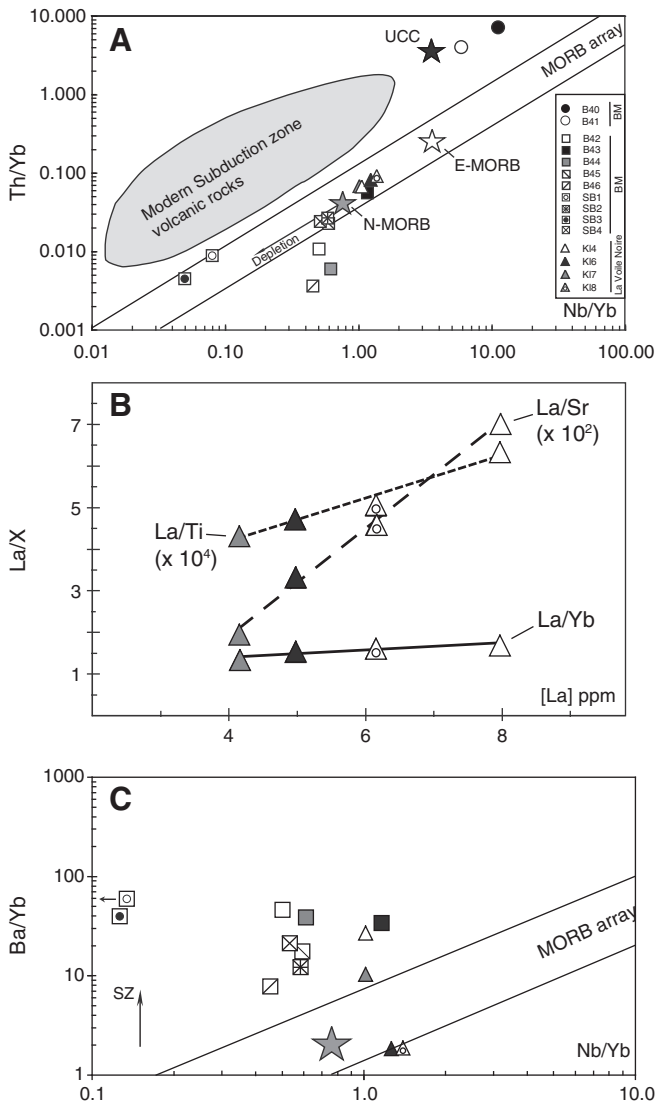 A
10.000
1.000
0.100
0.010
0.001
Th/Yb
UCC
MORB array
Modern Subduction zone
volcanic rocks
E-MORB
N-MORB
Depletion
B40
B41
BM
B42
B43
B44
B45
B46
SB1
SB2
SB3
SB4
BM
KI4
KI6
KI7
KI8
La Voile Noire
Nb/Yb
0.01
0.10
1.00
10.00
100.00
B
7
5
3
1
La/X
La/Sr
(x 10²)
La/Ti
(x 10⁴)
La/Yb
[La] ppm
4
6
8
C
1000
100
10
1
Ba/Yb
SZ
MORB array
Nb/Yb
0.1
1.0
10.0